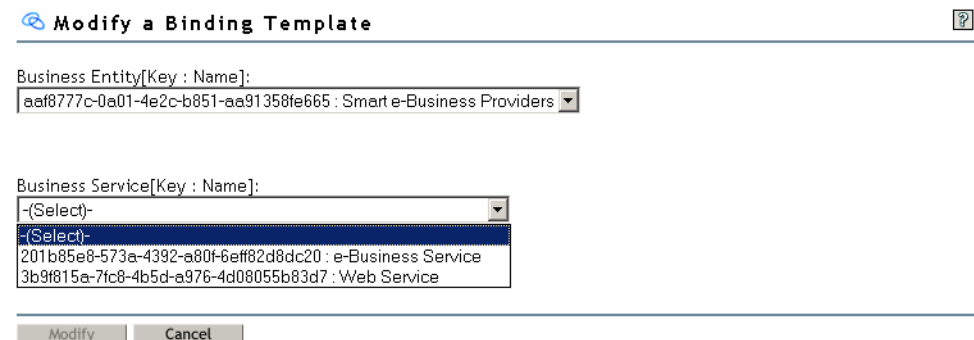 Modify a Binding Template
?
Business Entity[Key : Name]:
aaf8777c-0a01-4e2c-b851-aa91358fe665 : Smart e-Business Providers
Business Service[Key : Name]:
-(Select)-
-(Select)-
201b85e8-573a-4392-a80f-6eff82d8dc20 : e-Business Service
3b9f815a-7fc8-4b5d-a976-4d08055b83d7 : Web Service
Modify Cancel